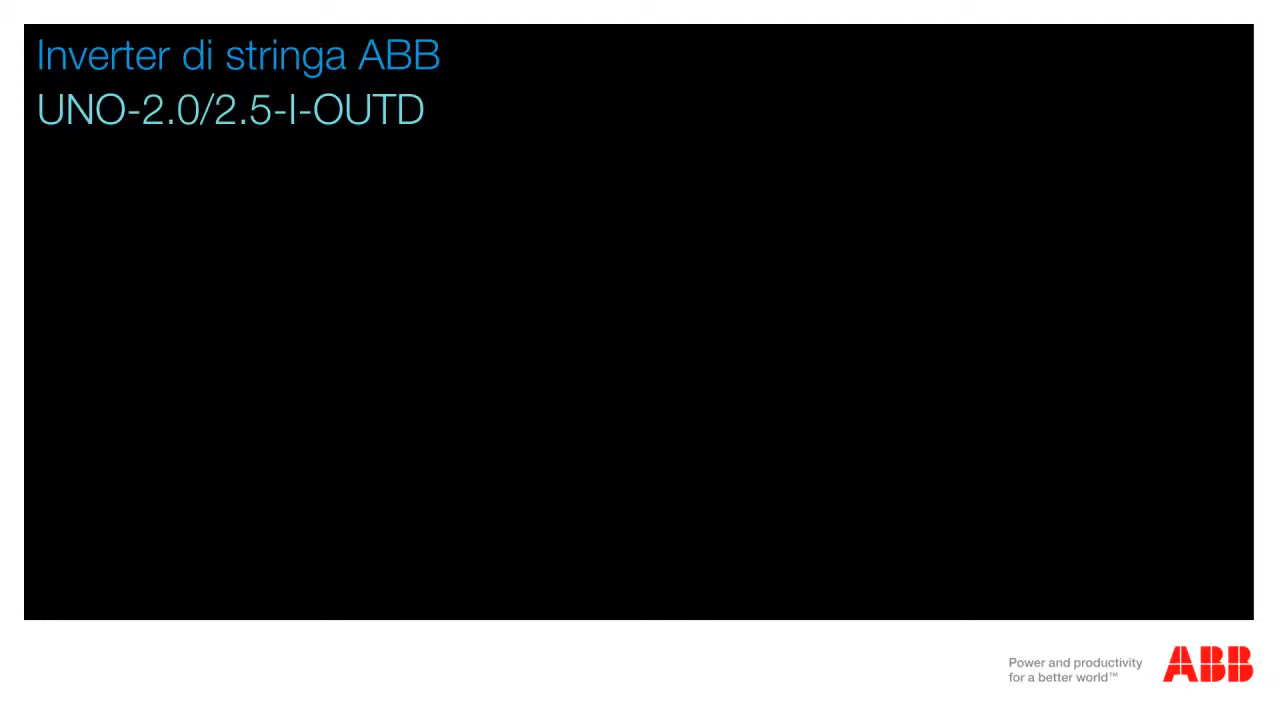 Inverter di stringa ABB
UNO-2.0/2.5-I-OUTD
Power and productivity
for a better world™
ABB